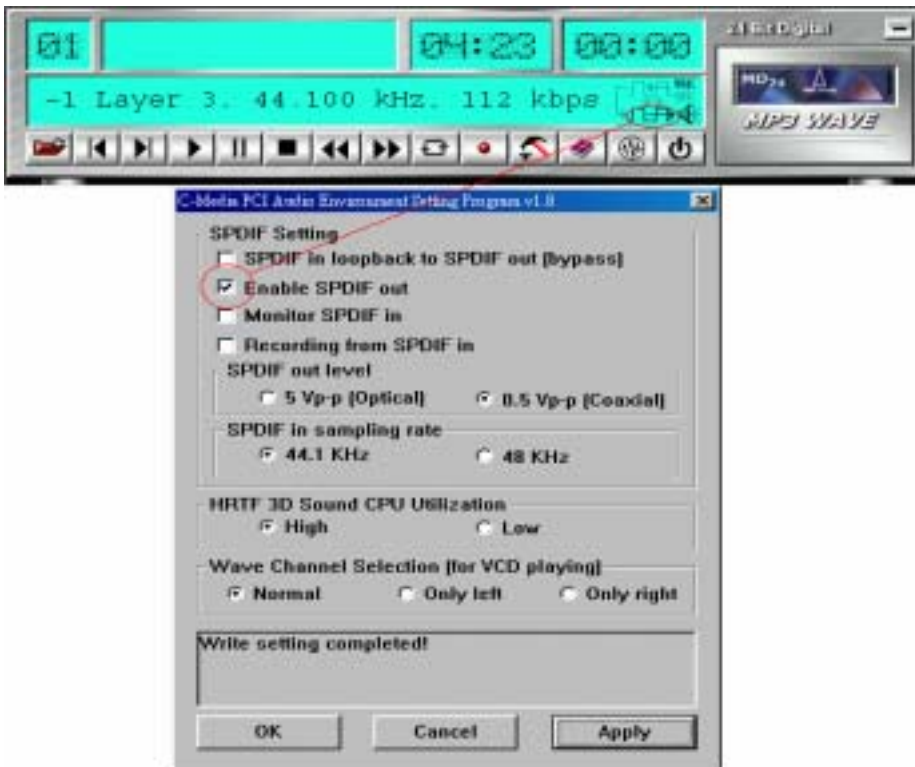 01 04:23 00:00
24 Bit Digital
-1 Layer 3. 44.100 kHz. 112 kbps
MP3 WAVE
C-Media PCI Audio Environment Setting Program v1.8
SPDIF Setting
SPDIF in loopback to SPDIF out (bypass)
Enable SPDIF out
Monitor SPDIF in
Recording from SPDIF in
SPDIF out level
5 Vp-p (Optical) 0.5 Vp-p (Coaxial)
SPDIF in sampling rate
44.1 KHz 48 KHz
HRTF 3D Sound CPU Utilization
High Low
Wave Channel Selection (for VCD playing)
Normal Only left Only right
Write setting completed!
OK Cancel Apply